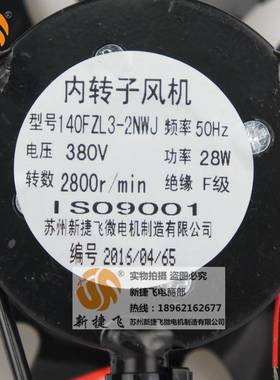 新捷飞
内转子风机
型号140FZL3-2NWJ 频率50Hz
电压 380V 功率 28W
转数 2800r/min 绝缘 F级
ISO9001
苏州新捷飞微电机制造有限公司
编号 2016/04/65
实物拍摄 盗版必究
新捷飞电商部
热线：18962162677
新捷飞 苏州新捷飞微电机制造有限公司